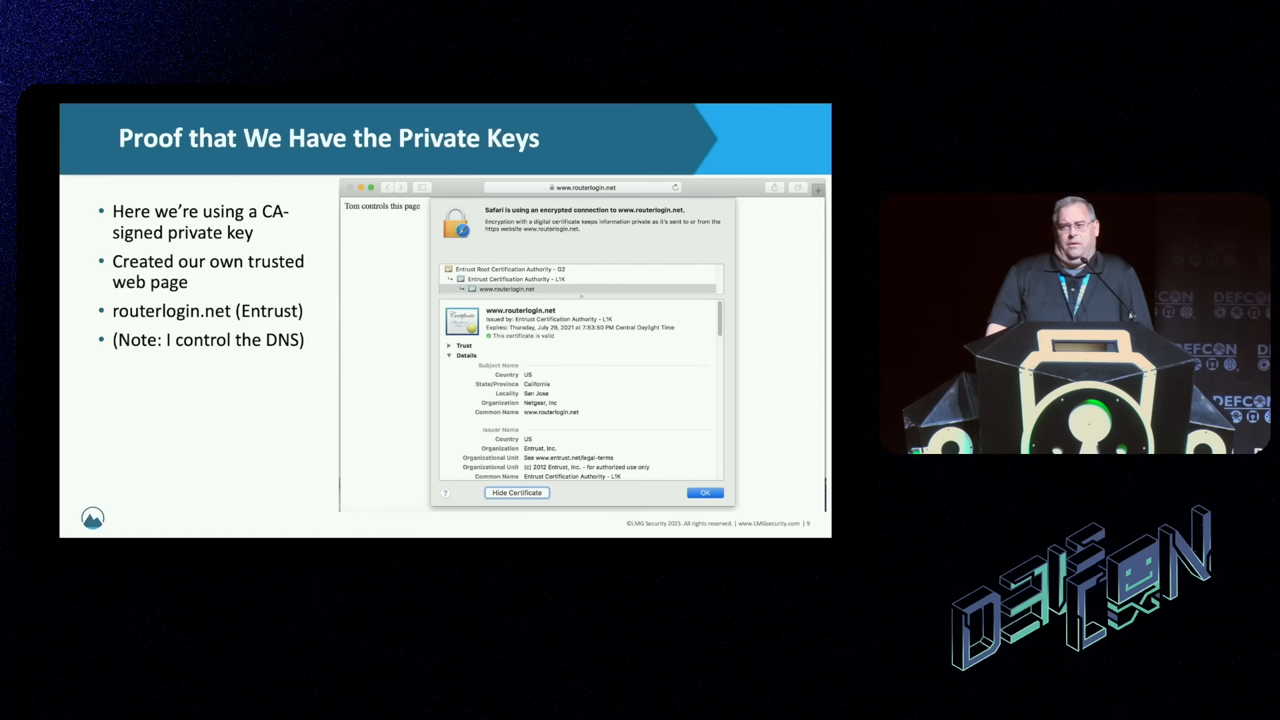 Proof that We Have the Private Keys
• Here we're using a CA-
signed private key
• Created our own trusted
web page
• routerlogin.net (Entrust)
• (Note: I control the DNS)
www.routerlogin.net
Tom controls this page
Safari is using an encrypted connection to www.routerlogin.net.
Encryption with a digital certificate keeps information private as it's sent to or from the
https website www.routerlogin.net.
Entrust Root Certification Authority - G2
Entrust Certification Authority - L1K
www.routerlogin.net
Certificate
www.routerlogin.net
Issued by: Entrust Certification Authority - L1K
Expires: Thursday, July 29, 2021 at 7:53:50 PM Central Daylight Time
This certificate is valid
Trust
Details
Subject Name
Country US
State/Province California
Locality San Jose
Organization Netgear, Inc
Common Name www.routerlogin.net
Issuer Name
Country US
Organization Entrust, Inc.
Organizational Unit See www.entrust.net/legal-terms
Organizational Unit (c) 2012 Entrust, Inc. - for authorized use only
Common Name Entrust Certification Authority - L1K
? Hide Certificate OK
©LMG Security 2023. All rights reserved. | www.LMGsecurity.com | 9
DEFCON
DEFCON
DEFCON
DEFCON
DEFCON